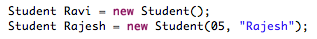 Student Ravi = new Student();
Student Rajesh = new Student(05, "Rajesh");